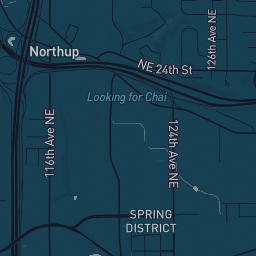 Northup
NE 24th St
126th Ave NE
Looking for Chai
116th Ave NE
124th Ave NE
SPRING
DISTRICT